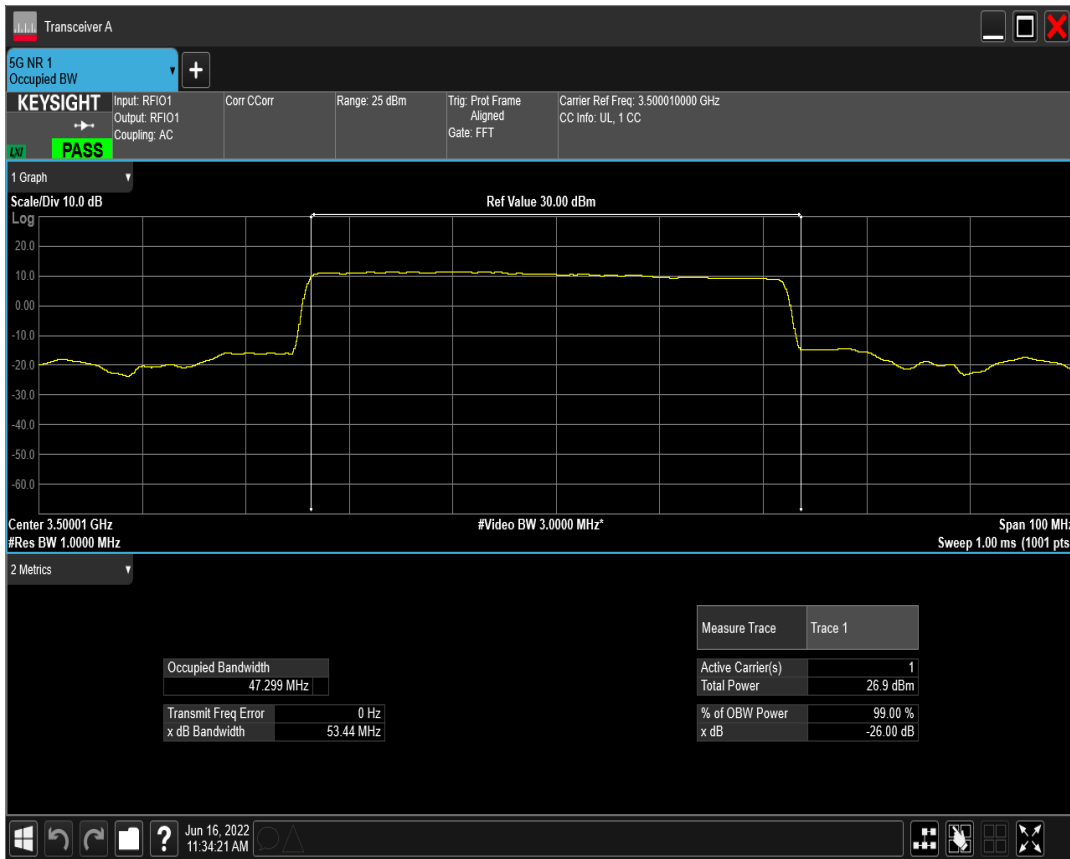 Transceiver A
5G NR 1
Occupied BW
+
KEYSIGHT
LXI
PASS
Input: RFIO1
Output: RFIO1
Coupling: AC
Corr CCorr
Range: 25 dBm
Trig: Prot Frame
Aligned
Gate: FFT
Carrier Ref Freq: 3.500010000 GHz
CC Info: UL, 1 CC
1 Graph
Scale/Div 10.0 dB
Ref Value 30.00 dBm
Log
20.0
10.0
0.00
-10.0
-20.0
-30.0
-40.0
-50.0
-60.0
Center 3.50001 GHz
#Video BW 3.0000 MHz*
Span 100 MHz
#Res BW 1.0000 MHz
Sweep 1.00 ms (1001 pts
2 Metrics
Measure Trace Trace 1
Occupied Bandwidth
47.299 MHz
Active Carrier(s) 1
Total Power 26.9 dBm
Transmit Freq Error 0 Hz
x dB Bandwidth 53.44 MHz
% of OBW Power 99.00 %
x dB -26.00 dB
?
Jun 16, 2022
11:34:21 AM